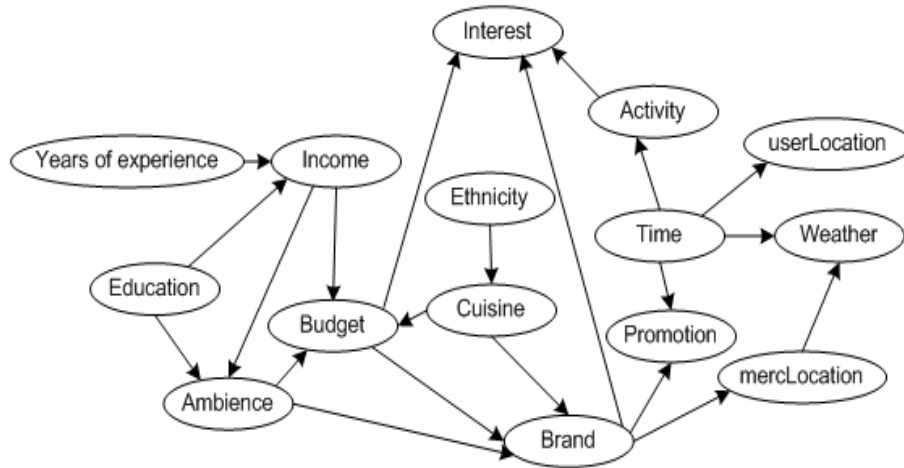 Interest
Activity
userLocation
Years of experience
Income
Ethnicity
Time
Weather
Education
Cuisine
Budget
Promotion
mercLocation
Ambience
Brand